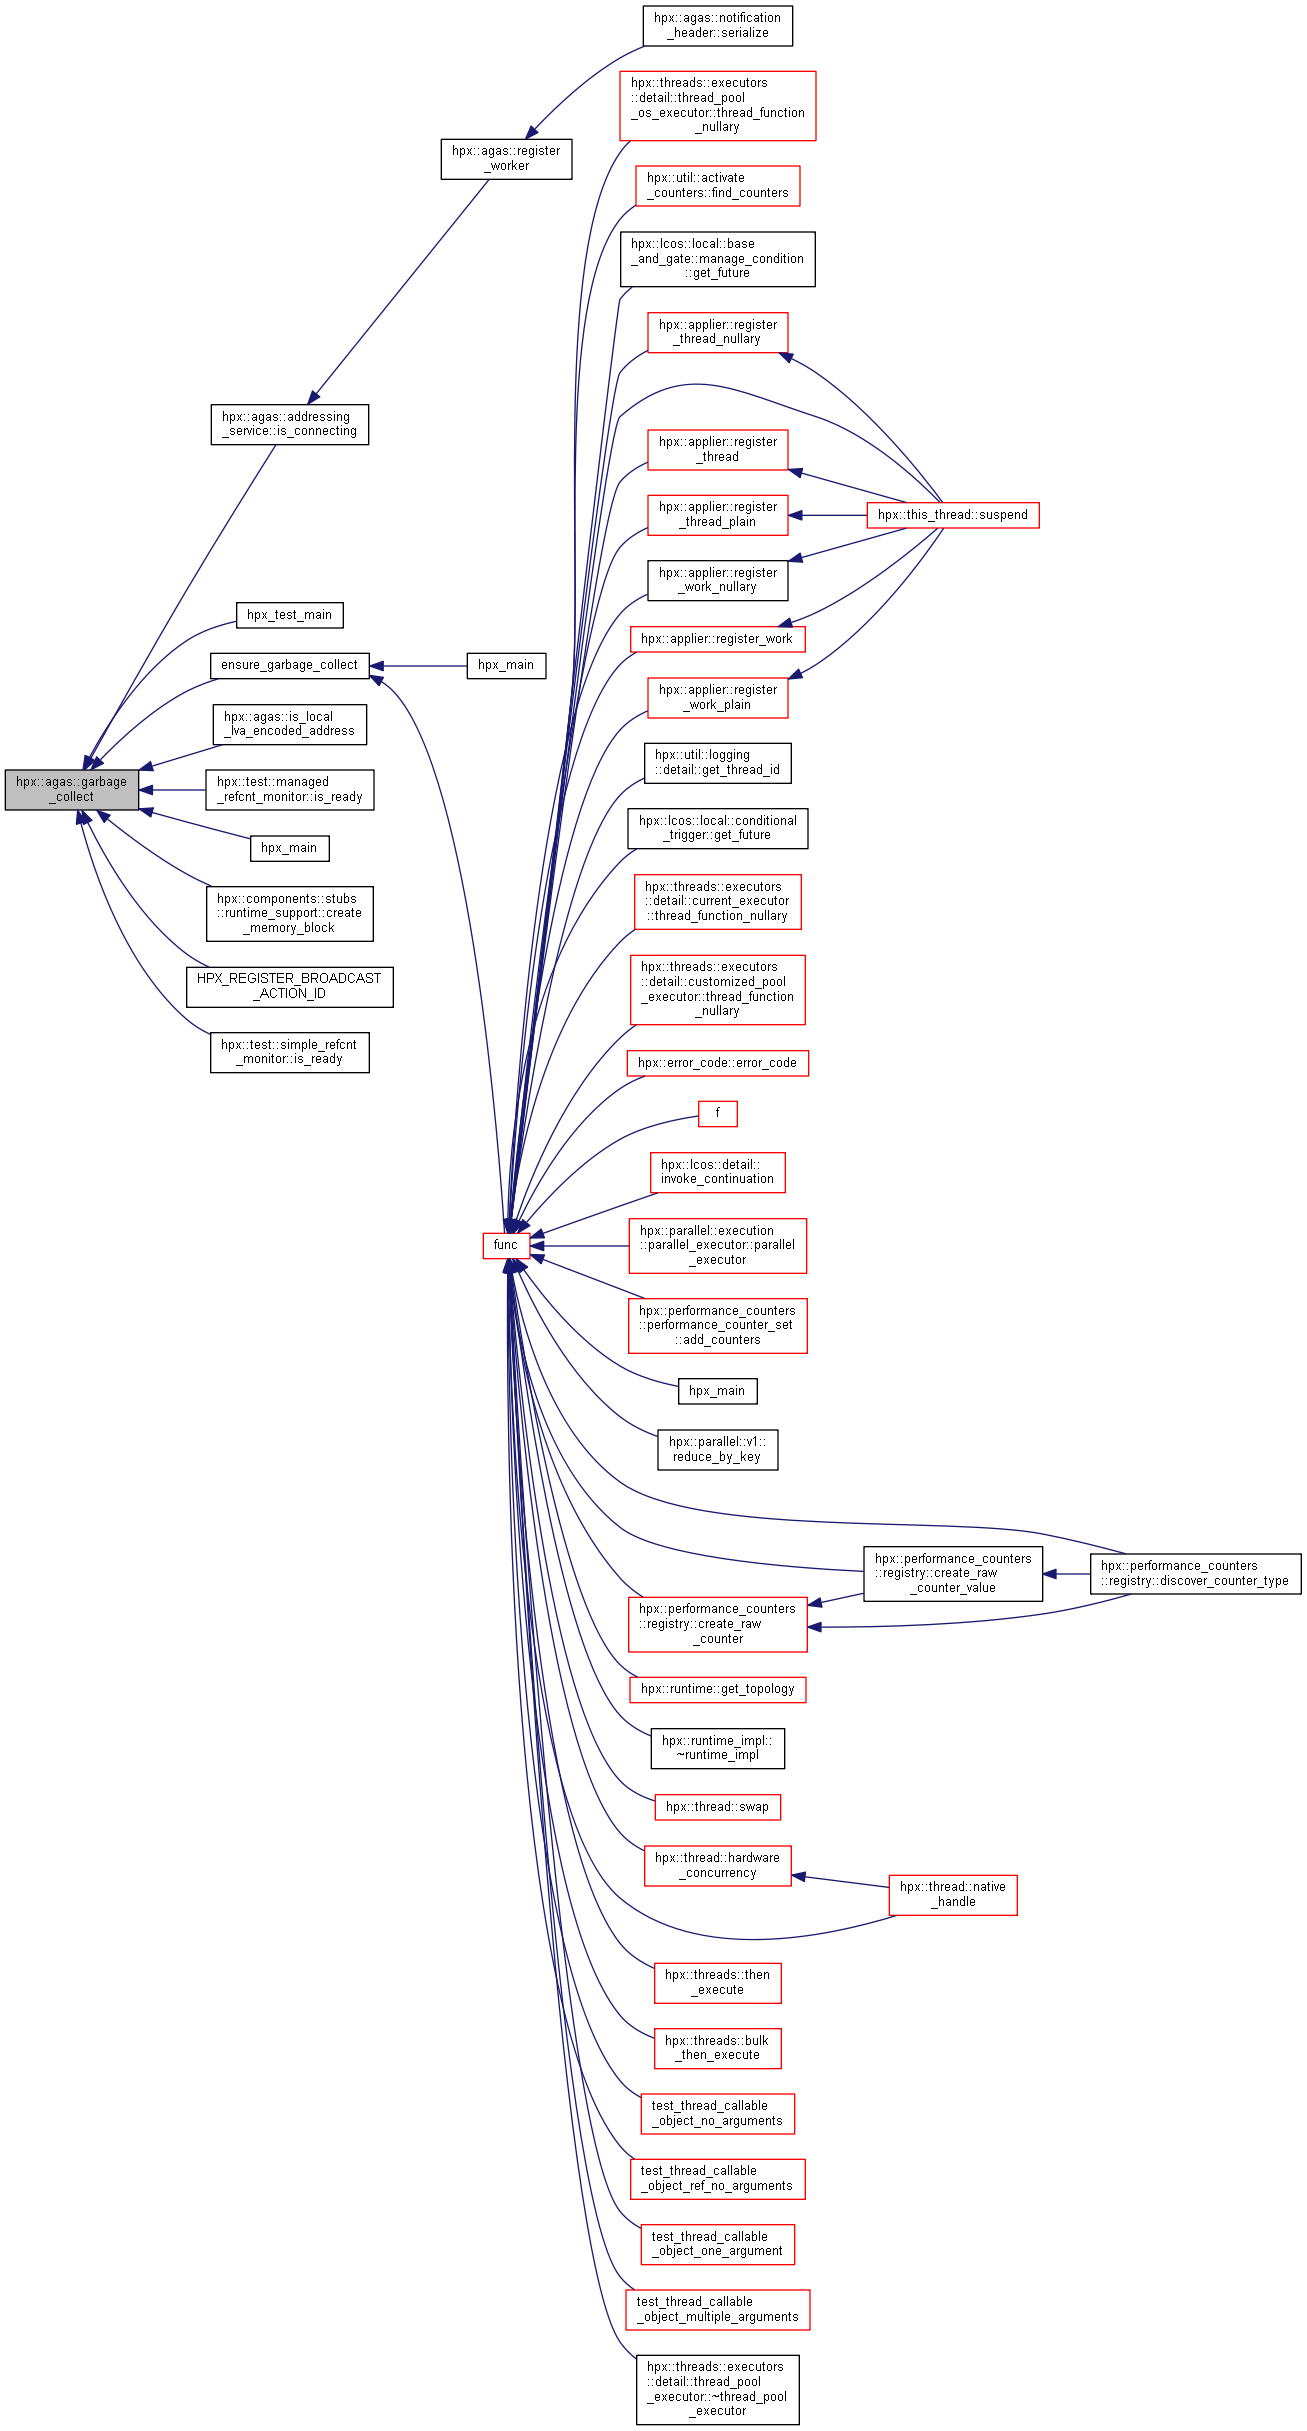 hpx::agas::notification
_header::serialize
hpx::threads::executors
::detail::thread_pool
_os_executor::thread_function
_nullary
hpx::agas::register
_worker
hpx::util::activate
_counters::find_counters
hpx::lcos::local::base
_and_gate::manage_condition
::get_future
hpx::applier::register
_thread_nullary
hpx::agas::addressing
_service::is_connecting
hpx::applier::register
_thread
hpx::applier::register
_thread_plain
hpx::this_thread::suspend
hpx::applier::register
_work_nullary
hpx_test_main
hpx::applier::register_work
ensure_garbage_collect
hpx_main
hpx::applier::register
_work_plain
hpx::agas::is_local
_lva_encoded_address
hpx::util::logging
::detail::get_thread_id
hpx::agas::garbage
_collect
hpx::test::managed
_refcnt_monitor::is_ready
hpx::lcos::local::conditional
_trigger::get_future
hpx_main
hpx::components::stubs
::runtime_support::create
_memory_block
hpx::threads::executors
::detail::current_executor
::thread_function_nullary
HPX_REGISTER_BROADCAST
_ACTION_ID
hpx::threads::executors
::detail::customized_pool
_executor::thread_function
_nullary
hpx::test::simple_refcnt
_monitor::is_ready
hpx::error_code::error_code
f
hpx::lcos::detail::
invoke_continuation
func
hpx::parallel::execution
::parallel_executor::parallel
_executor
hpx::performance_counters
::performance_counter_set
::add_counters
hpx_main
hpx::parallel::v1::
reduce_by_key
hpx::performance_counters
::registry::create_raw
_counter_value
hpx::performance_counters
::registry::discover_counter_type
hpx::performance_counters
::registry::create_raw
_counter
hpx::runtime::get_topology
hpx::runtime_impl::
~runtime_impl
hpx::thread::swap
hpx::thread::hardware
_concurrency
hpx::thread::native
_handle
hpx::threads::then
_execute
hpx::threads::bulk
_then_execute
test_thread_callable
_object_no_arguments
test_thread_callable
_object_ref_no_arguments
test_thread_callable
_object_one_argument
test_thread_callable
_object_multiple_arguments
hpx::threads::executors
::detail::thread_pool
_executor::~thread_pool
_executor